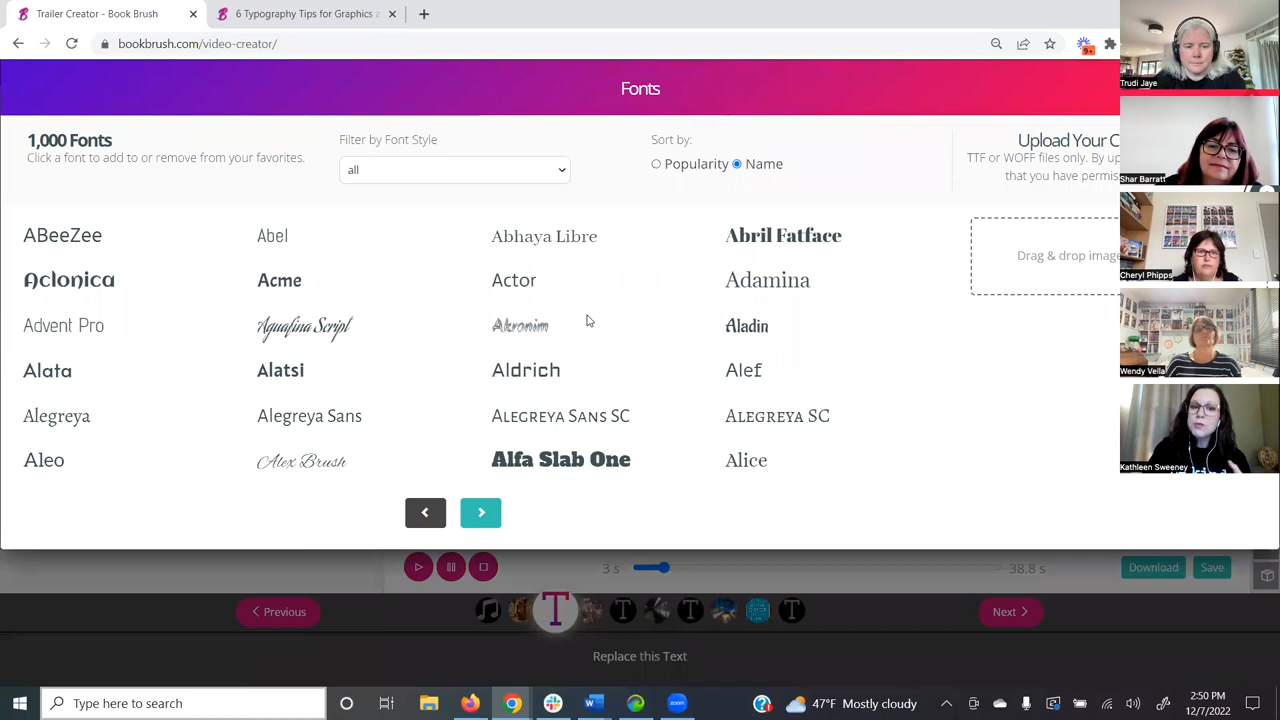 Trailer Creator - Book Brush
6 Typography Tips for Graphics a
bookbrush.com/video-creator/
9+
Fonts
1,000 Fonts
Click a font to add to or remove from your favorites.
Filter by Font Style
all
Sort by:
Popularity Name
Upload Your C
TTF or WOFF files only. By up
that you have permis
ABeeZee Abel Abhaya Libre Abril Fatface
Aclonica Acme Actor Adamina
Drag & drop image
Advent Pro Aguafina Script Akronim Aladin
Alata Alatsi Aldrich Alef
Alegreya Alegreya Sans Alegreya Sans SC Alegreya SC
Aleo Alex Brush Alfa Slab One Alice
3 s 38.8 s
Download Save
Previous T T T T Next
Replace this Text
Type here to search
47°F Mostly cloudy
2:50 PM
12/7/2022
zoom
Trudi Jaye
Shar Barratt
Cheryl Phipps
Wendy Vella
Kathleen Sweeney